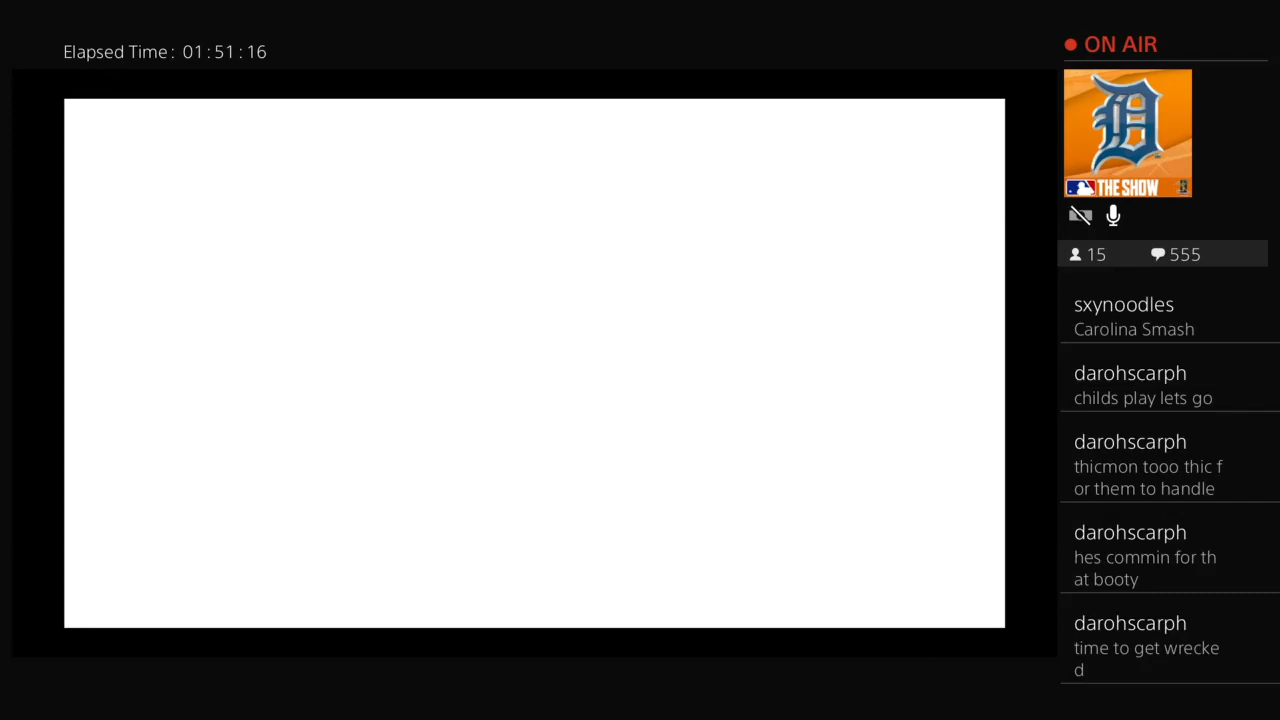 Elapsed Time: 01:51:16
ON AIR
D
THE SHOW
15 555
sxynoodles
Carolina Smash
darohscarph
childs play lets go
darohscarph
thicmon tooo thic f
or them to handle
darohscarph
hes commin for th
at booty
darohscarph
time to get wrecke
d